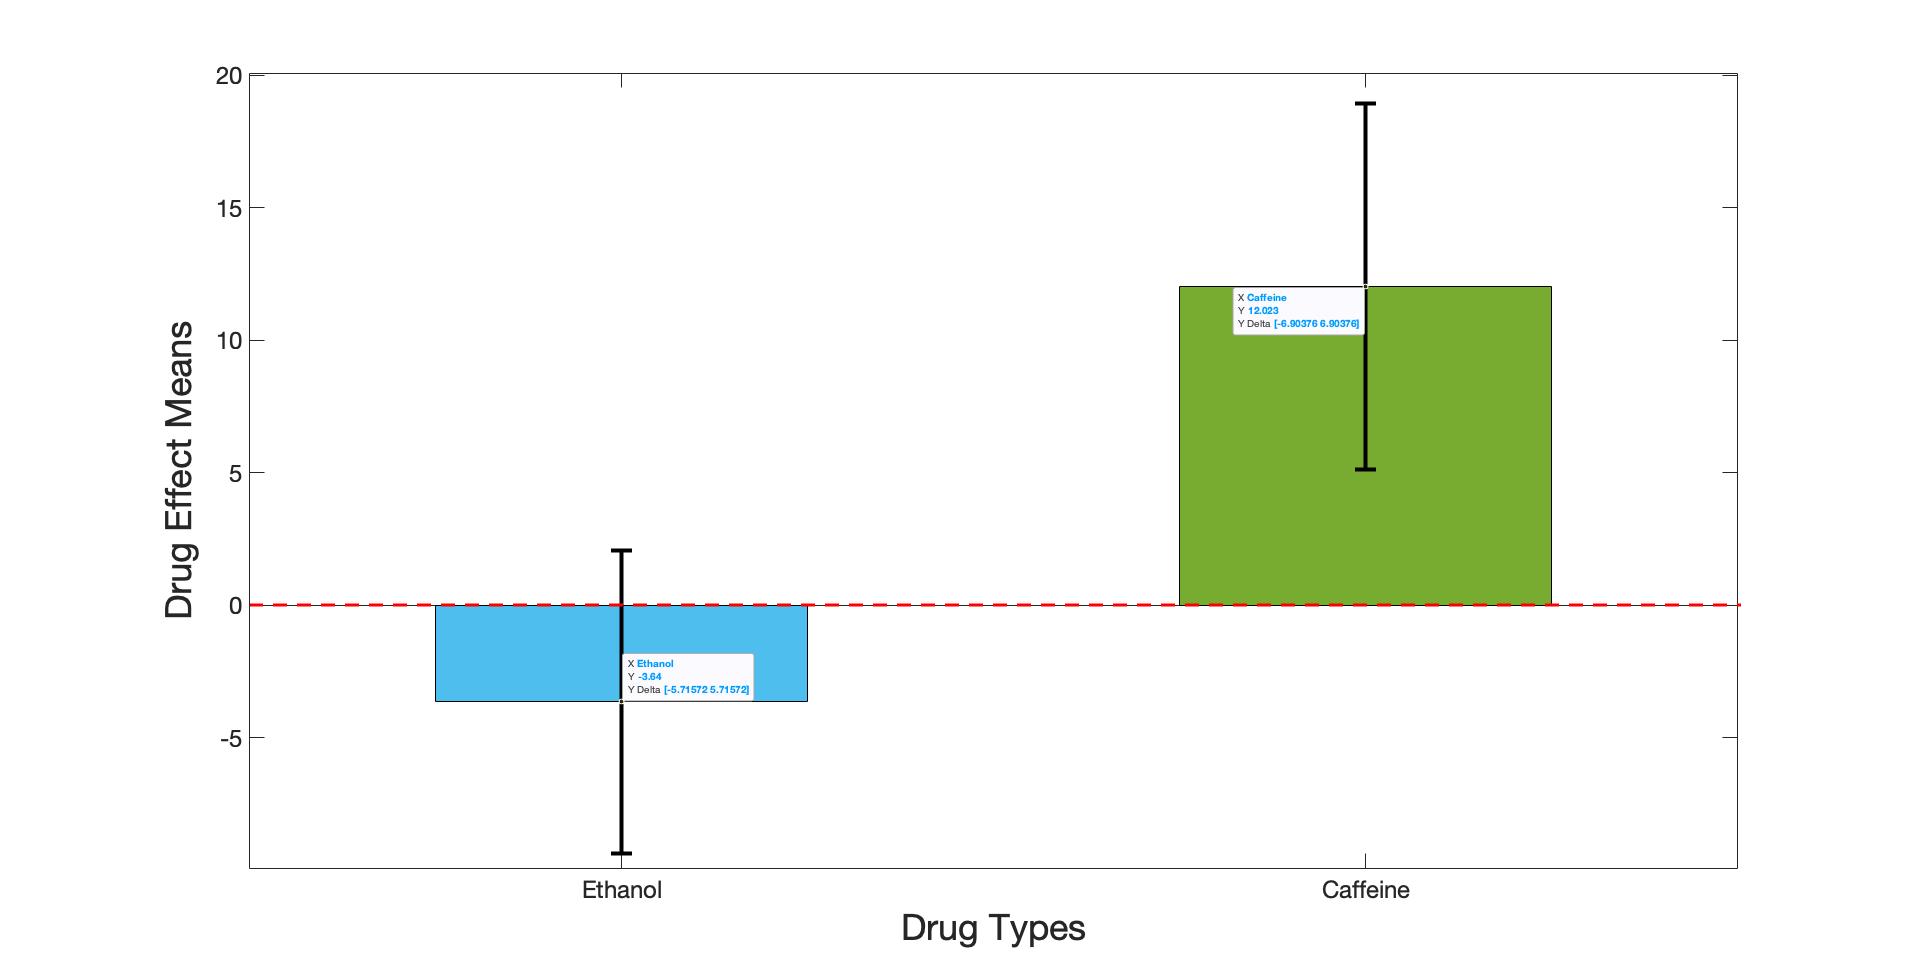 20
15
10
5
0
-5
Drug Effect Means
X Caffeine
Y 12.023
Y Delta [-6.90376 6.90376]
X Ethanol
Y -3.64
Y Delta [-5.71572 5.71572]
Ethanol
Caffeine
Drug Types